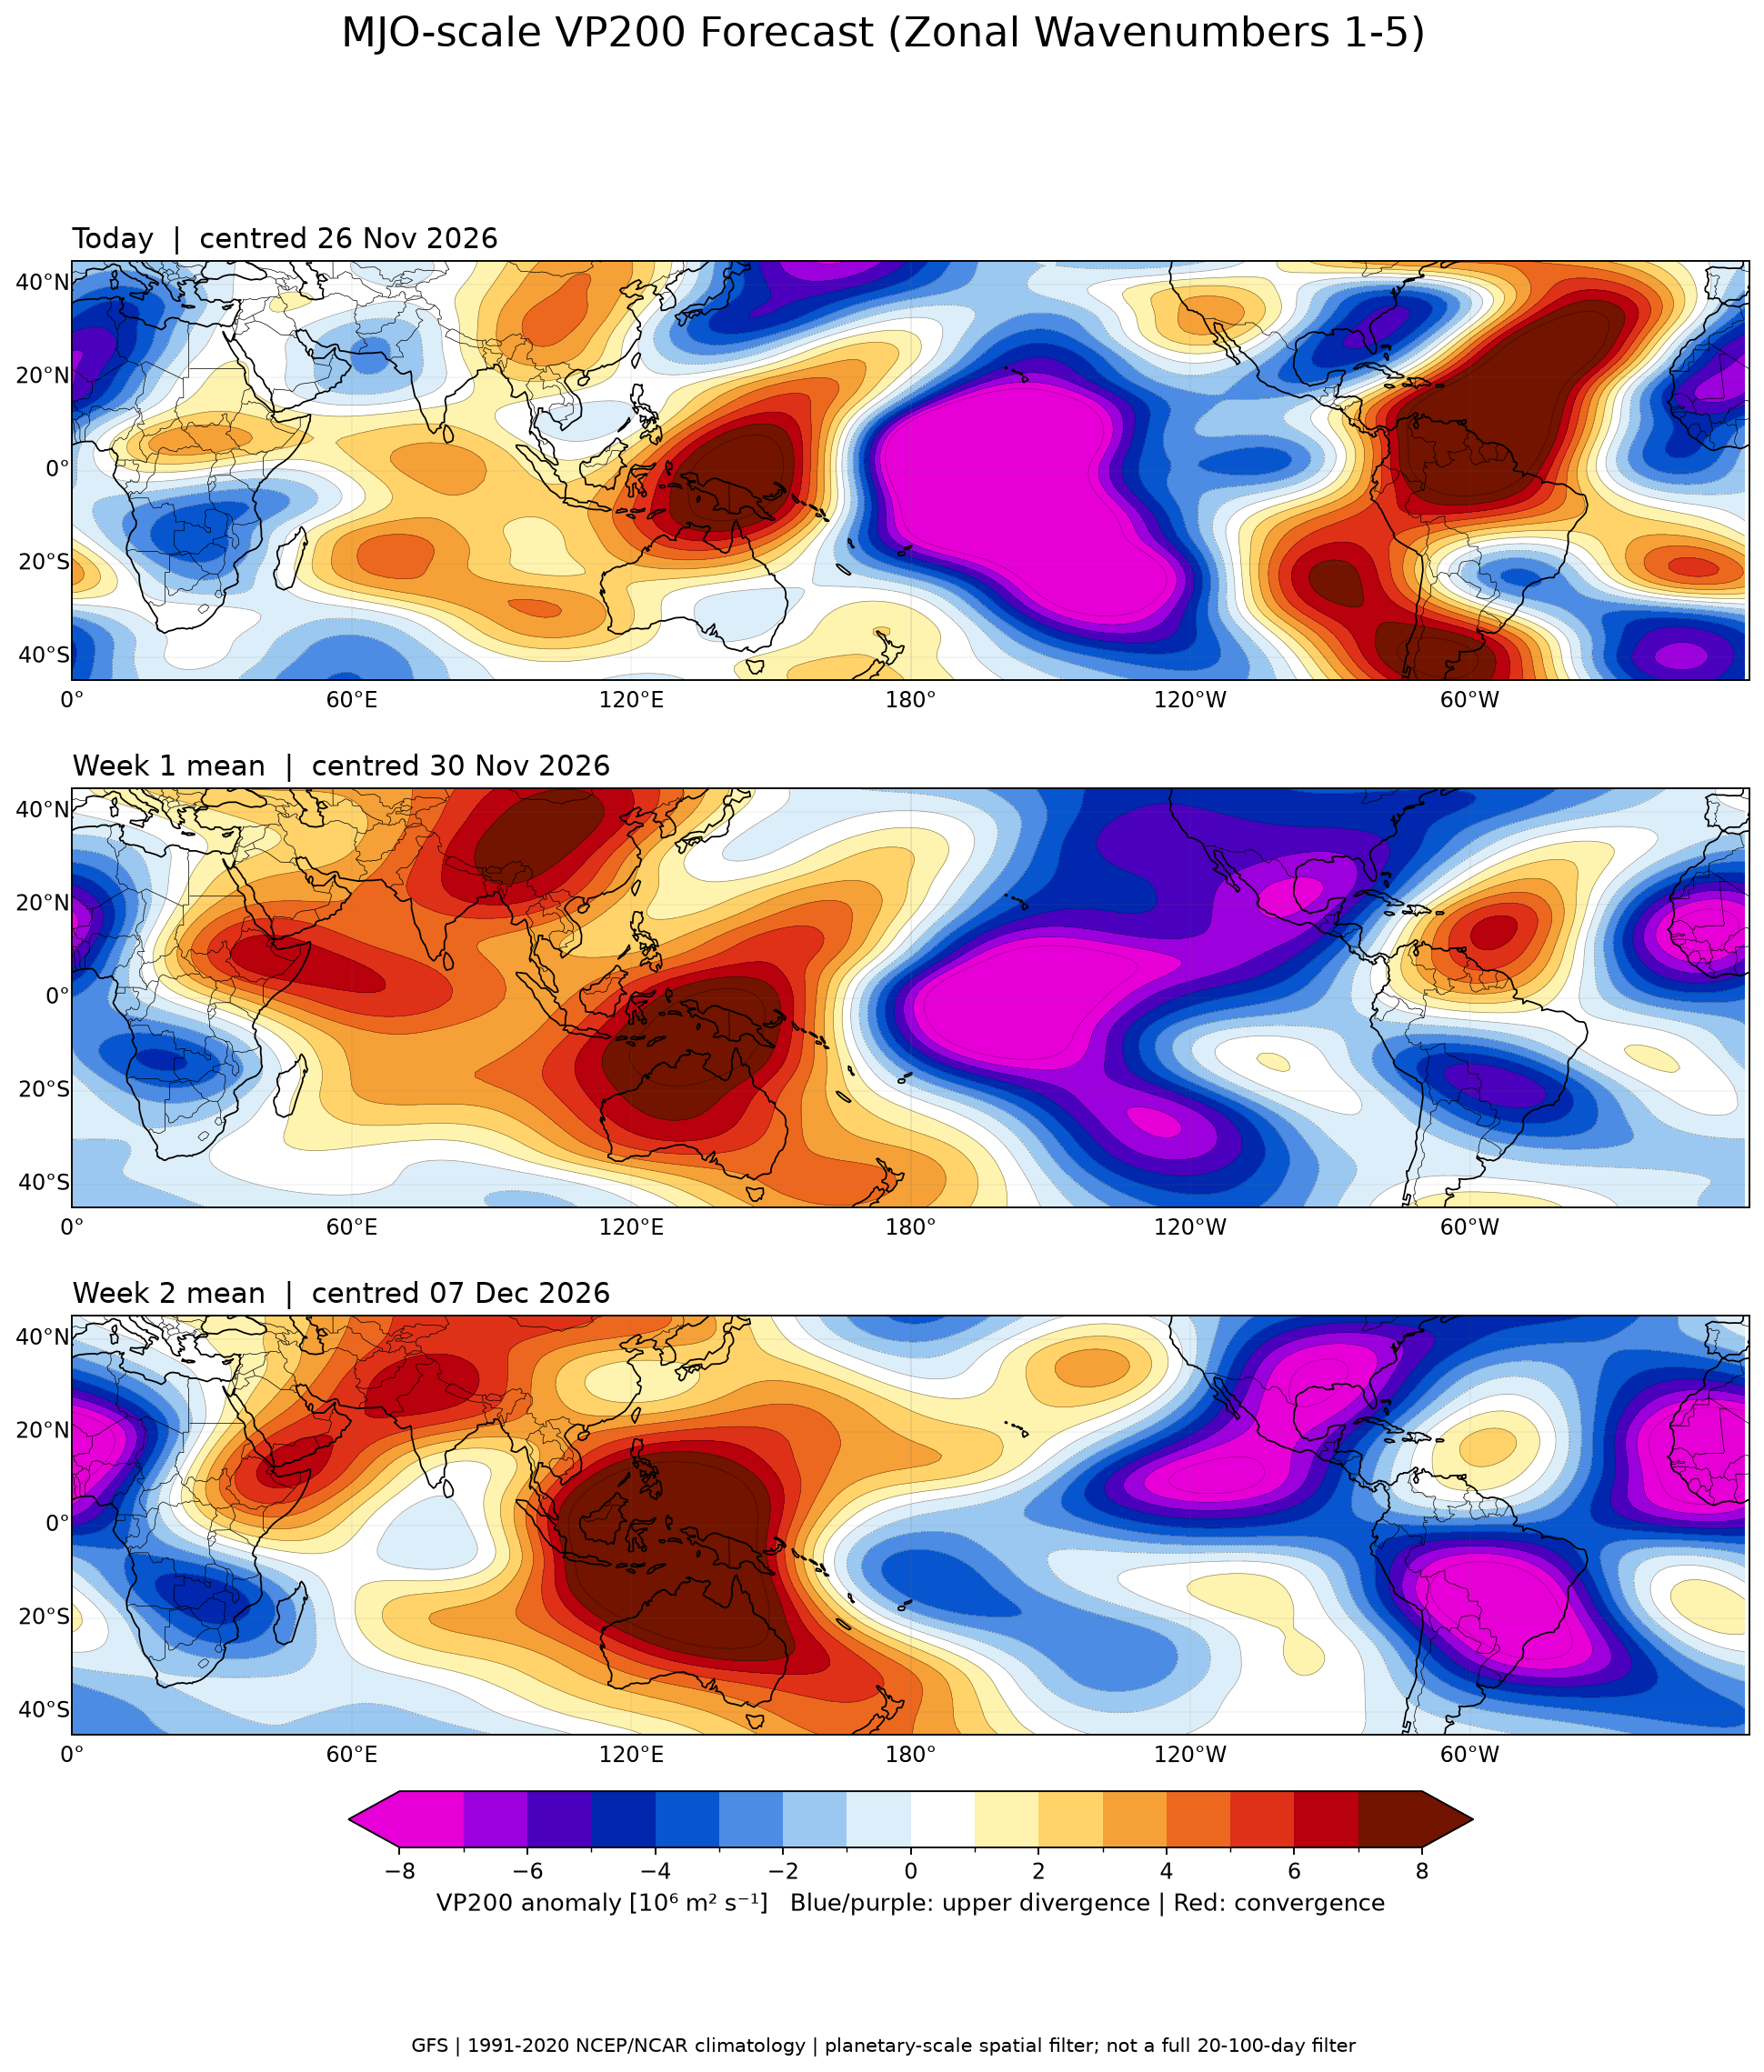 MJO-scale VP200 Forecast (Zonal Wavenumbers 1-5)
Today | centred 26 Nov 2026
40°N
20°N
0°
20°S
40°S
0° 60°E 120°E 180° 120°W 60°W
Week 1 mean | centred 30 Nov 2026
40°N
20°N
0°
20°S
40°S
0° 60°E 120°E 180° 120°W 60°W
Week 2 mean | centred 07 Dec 2026
40°N
20°N
0°
20°S
40°S
0° 60°E 120°E 180° 120°W 60°W
−8 −6 −4 −2 0 2 4 6 8
VP200 anomaly [10⁶ m² s⁻¹] Blue/purple: upper divergence | Red: convergence
GFS | 1991-2020 NCEP/NCAR climatology | planetary-scale spatial filter; not a full 20-100-day filter